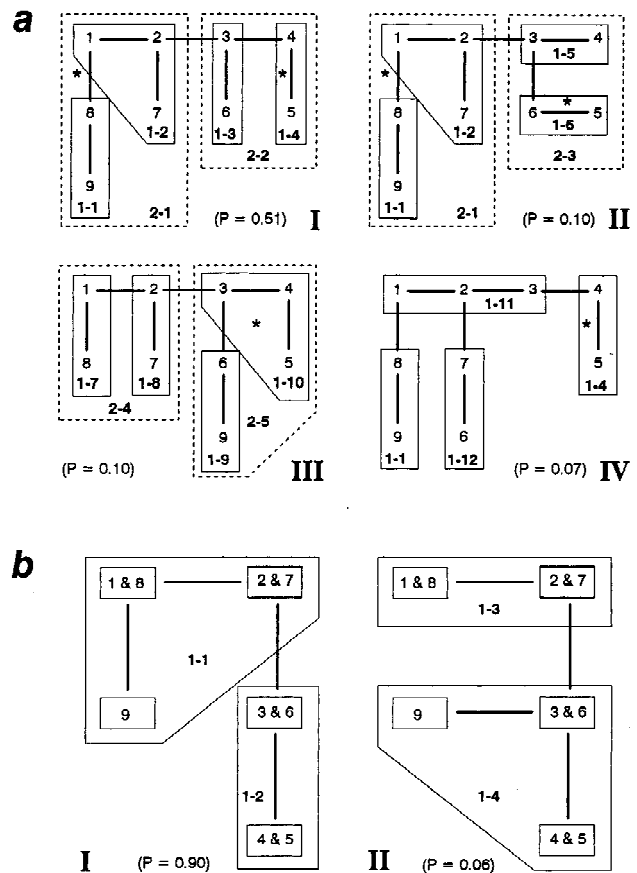 a
1 2 3 4
*
*
8 7 6 5
1-2 1-3 1-4
2-2
9
1-1 2-1
(P = 0.51) I
1 2 3 4
1-5
*
*
8 7 6 5
1-2 1-6
2-3
9
1-1 2-1
(P = 0.10) II
1 2 3 4
*
8 7 6 5
1-7 1-8 1-10
2-4 2-5
9
1-9
(P = 0.10) III
1 2 3 4
1-11
*
8 7 5
1-4
9 6
1-1 1-12
(P = 0.07) IV
b
1 & 8 2 & 7
1-1
9 3 & 6
1-2
4 & 5
I (P = 0.90)
1 & 8 2 & 7
1-3
9 3 & 6
1-4
4 & 5
II (P = 0.06)